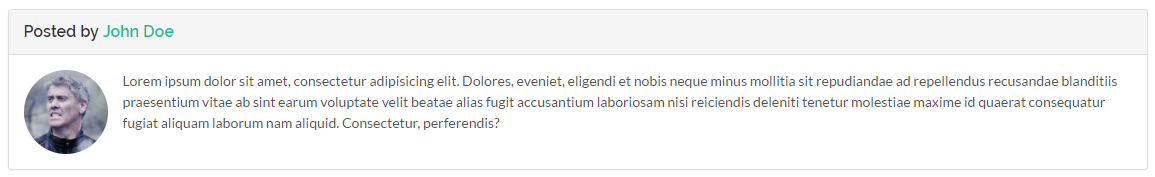 Posted by John Doe
Lorem ipsum dolor sit amet, consectetur adipisicing elit. Dolores, eveniet, eligendi et nobis neque minus mollitia sit repudiandae ad repellendus recusandae blanditiis
praesentium vitae ab sint earum voluptate velit beatae alias fugit accusantium laboriosam nisi reiciendis deleniti tenetur molestiae maxime id quaerat consequatur
fugiat aliquam laborum nam aliquid. Consectetur, perferendis?